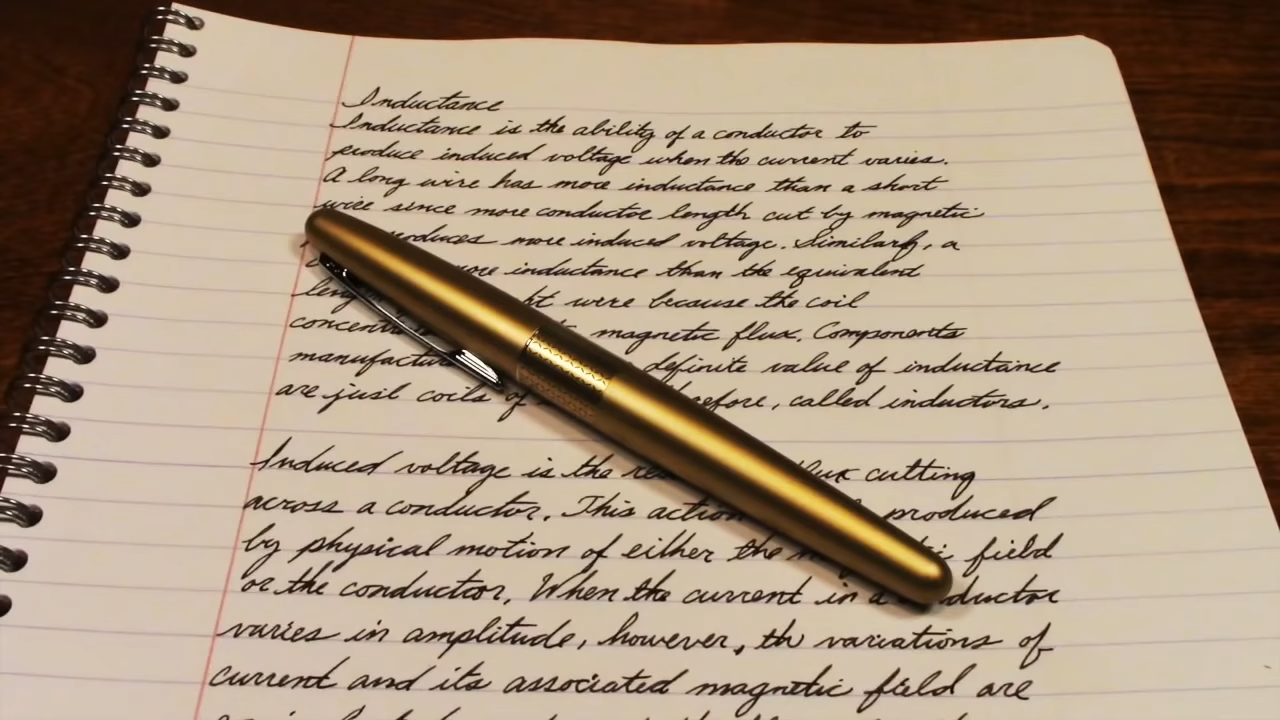 Inductance
Inductance is the ability of a conductor to
produce induced voltage when the current varies.
A long wire has more inductance than a short
wire since more conductor length cut by magnetic
produces more induced voltage. Similarly, a
more inductance than the equivalent
wire because the coil
magnetic flux. Components
definite value of inductance
are just coils of called inductors.
Induced voltage is the cutting
across a conductor. This action produced
by physical motion of either the field
or the conductor. When the current in a conductor
varies in amplitude, however, th variations of
current and its associated magnetic field are